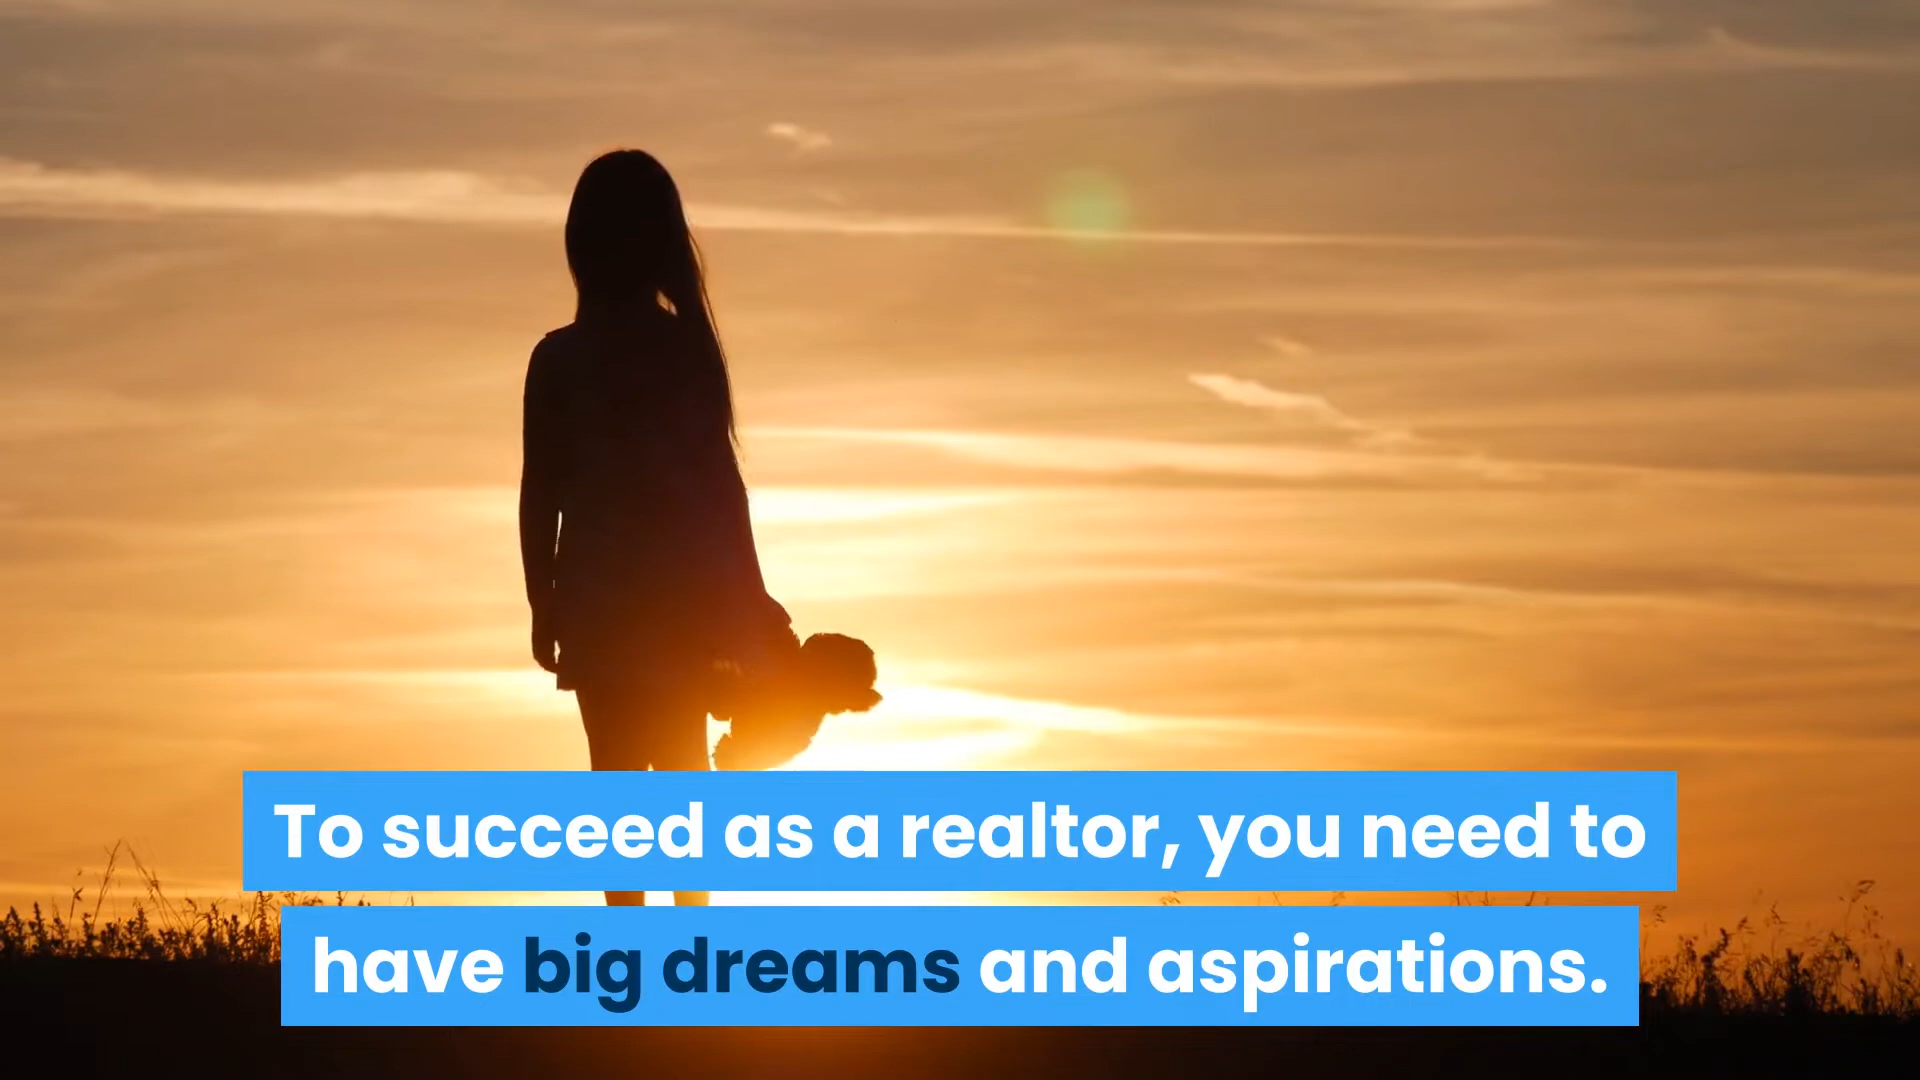 To succeed as a realtor, you need to
have big dreams and aspirations.